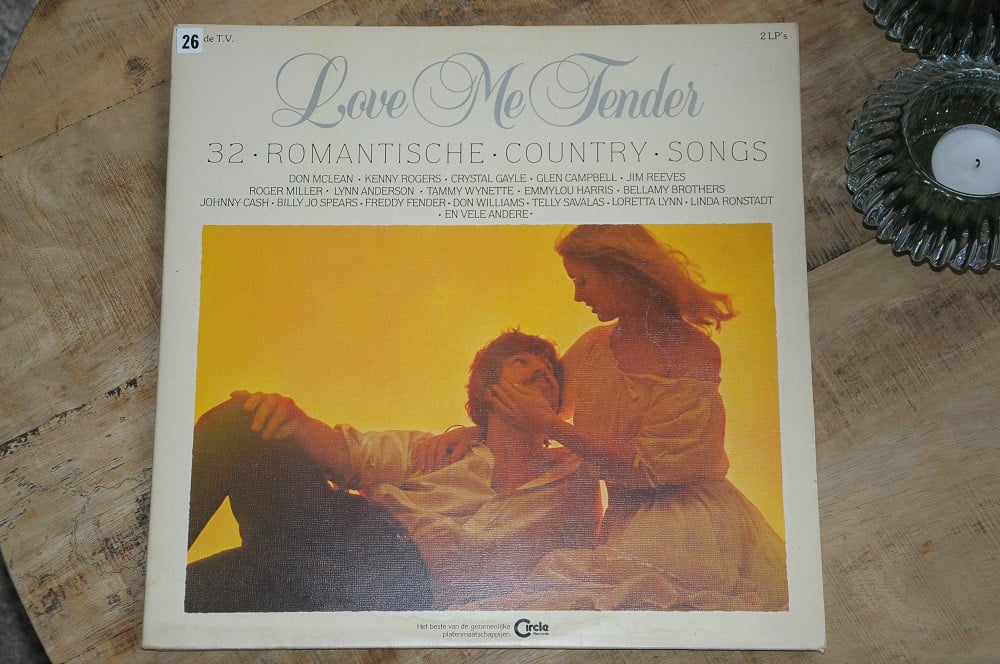 26 de T.V.
2 LP's
Love Me Tender
32 · ROMANTISCHE · COUNTRY · SONGS
DON MCLEAN · KENNY ROGERS · CRYSTAL GAYLE · GLEN CAMPBELL · JIM REEVES
ROGER MILLER · LYNN ANDERSON · TAMMY WYNETTE · EMMYLOU HARRIS · BELLAMY BROTHERS
JOHNNY CASH · BILLY JO SPEARS · FREDDY FENDER · DON WILLIAMS · TELLY SAVALAS · LORETTA LYNN · LINDA RONSTADT
· EN VELE ANDERE ·
Het beste van de gezamenlijke
platenmaatschappijen
Circle
Records